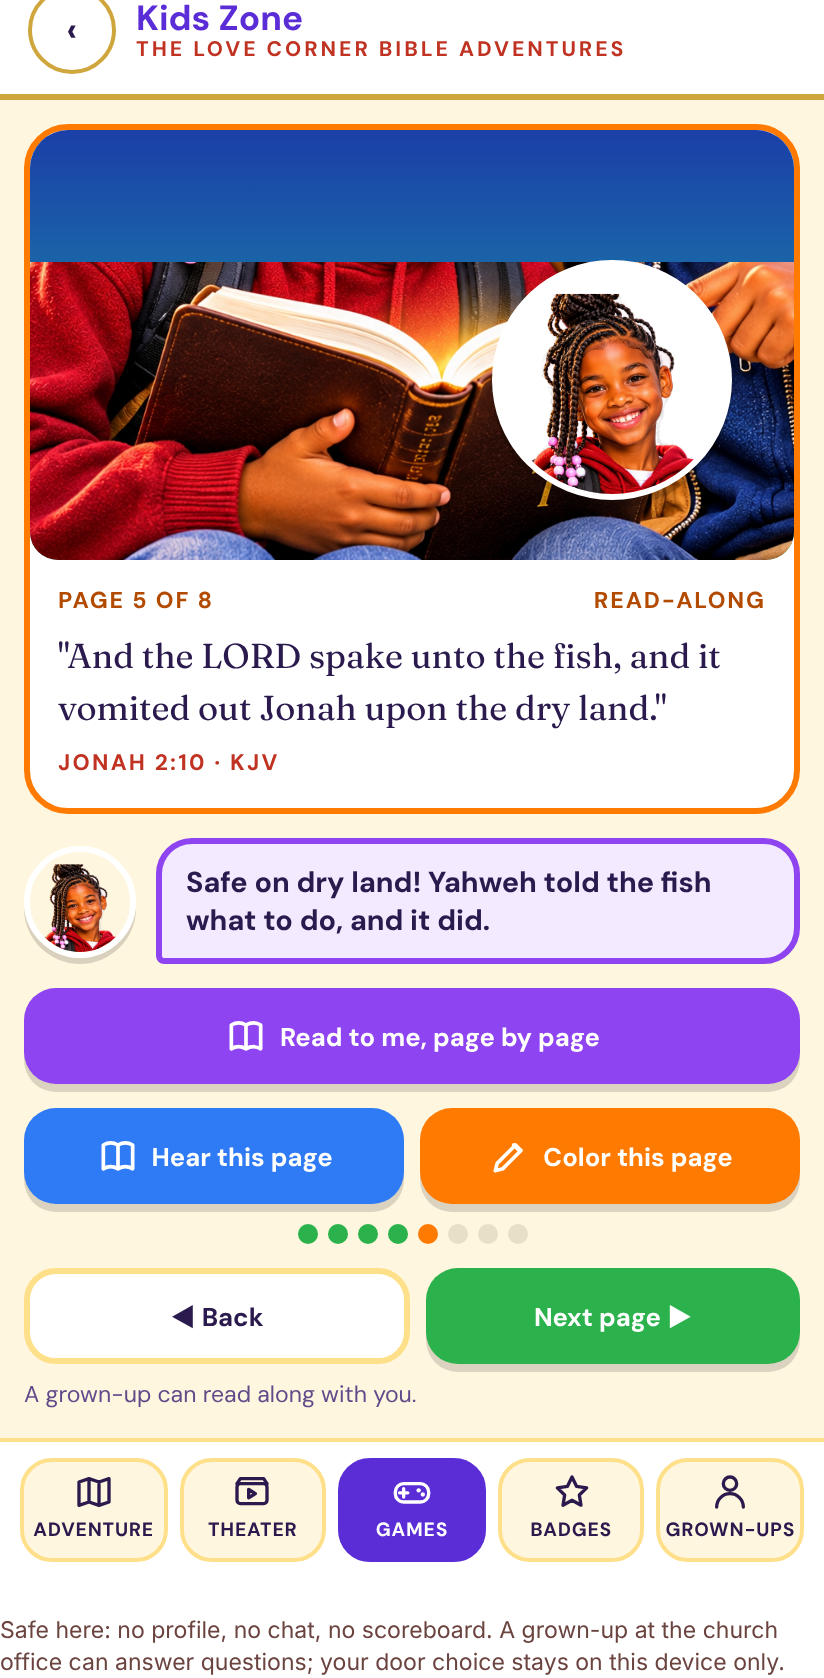 ‹
Kids Zone
THE LOVE CORNER BIBLE ADVENTURES
PAGE 5 OF 8
READ-ALONG
"And the LORD spake unto the fish, and it
vomited out Jonah upon the dry land."
JONAH 2:10 · KJV
Safe on dry land! Yahweh told the fish
what to do, and it did.
Read to me, page by page
Hear this page
Color this page
◀ Back
Next page ▶
A grown-up can read along with you.
ADVENTURE
THEATER
GAMES
BADGES
GROWN-UPS
Safe here: no profile, no chat, no scoreboard. A grown-up at the church
office can answer questions; your door choice stays on this device only.